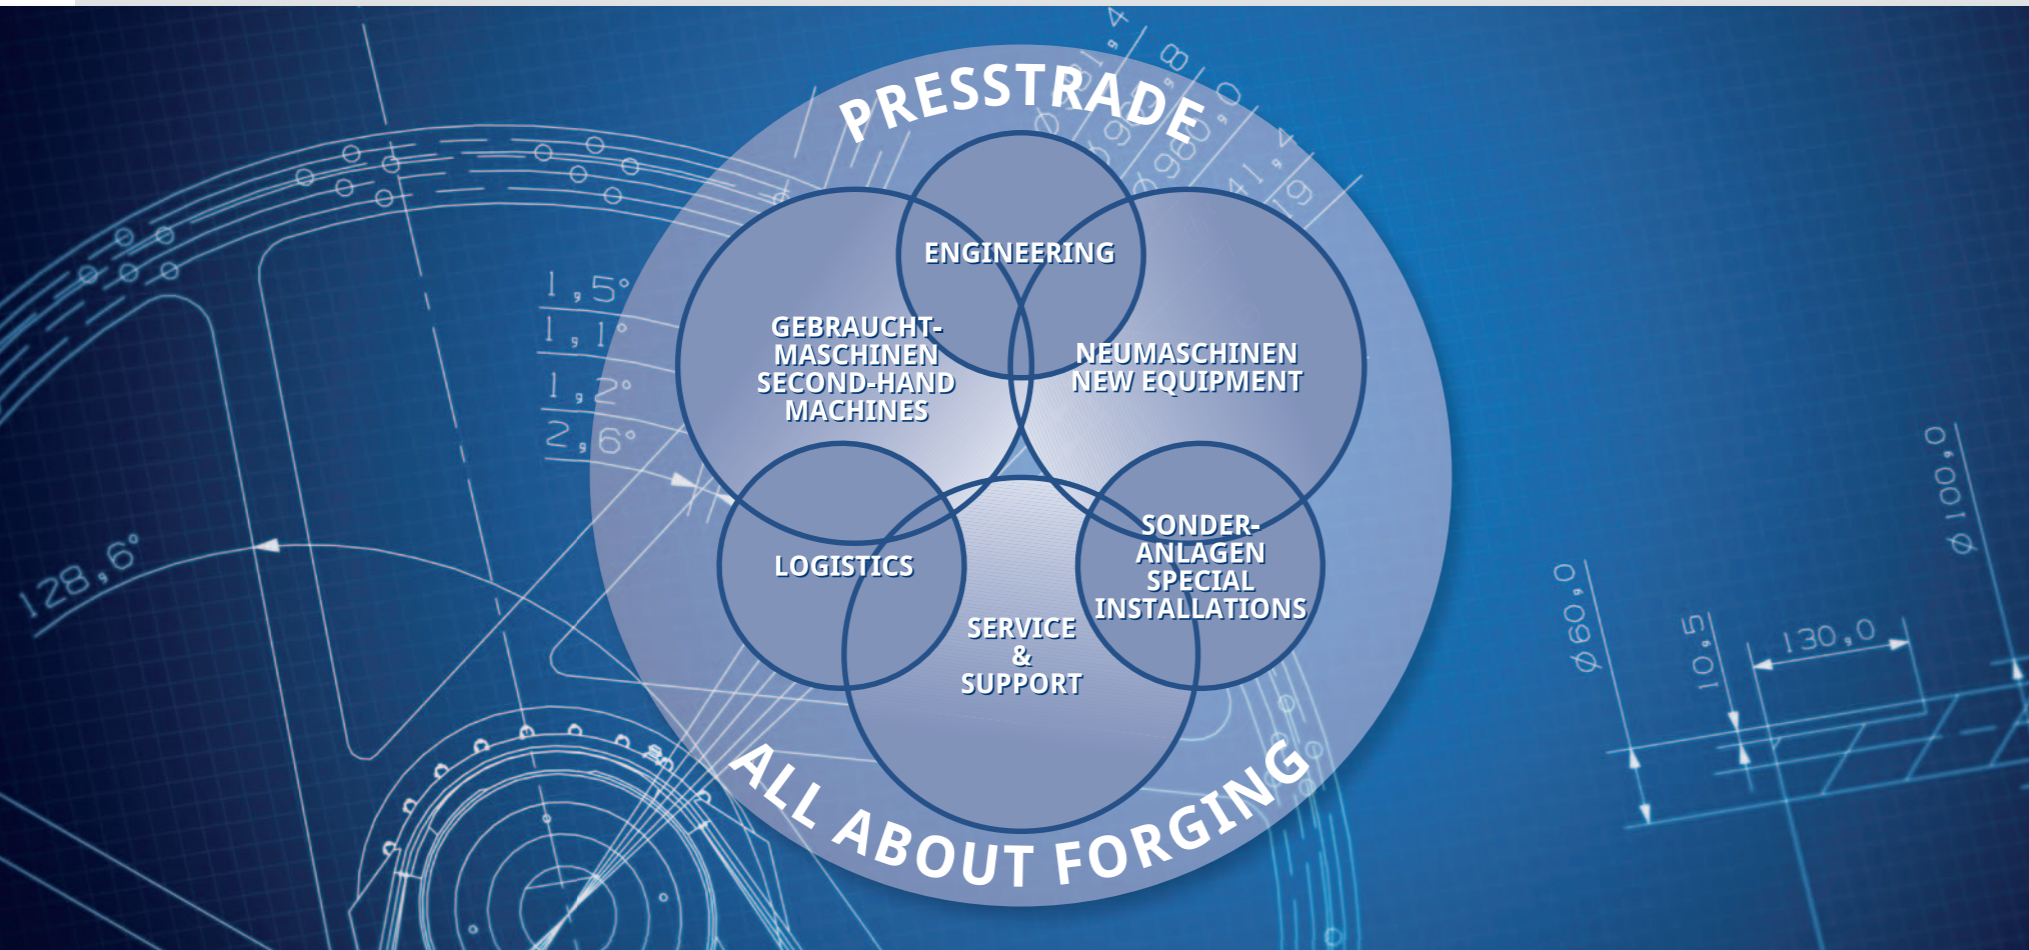 PRESSTRADE
ENGINEERING
GEBRAUCHT-
MASCHINEN
SECOND-HAND
MACHINES
NEUMASCHINEN
NEW EQUIPMENT
LOGISTICS
SONDER-
ANLAGEN
SPECIAL
INSTALLATIONS
SERVICE
&
SUPPORT
ALL ABOUT FORGING
1,5°
1,1°
1,2°
2,6°
128,6°
Ø60,0
10,5
130,0
Ø100,0